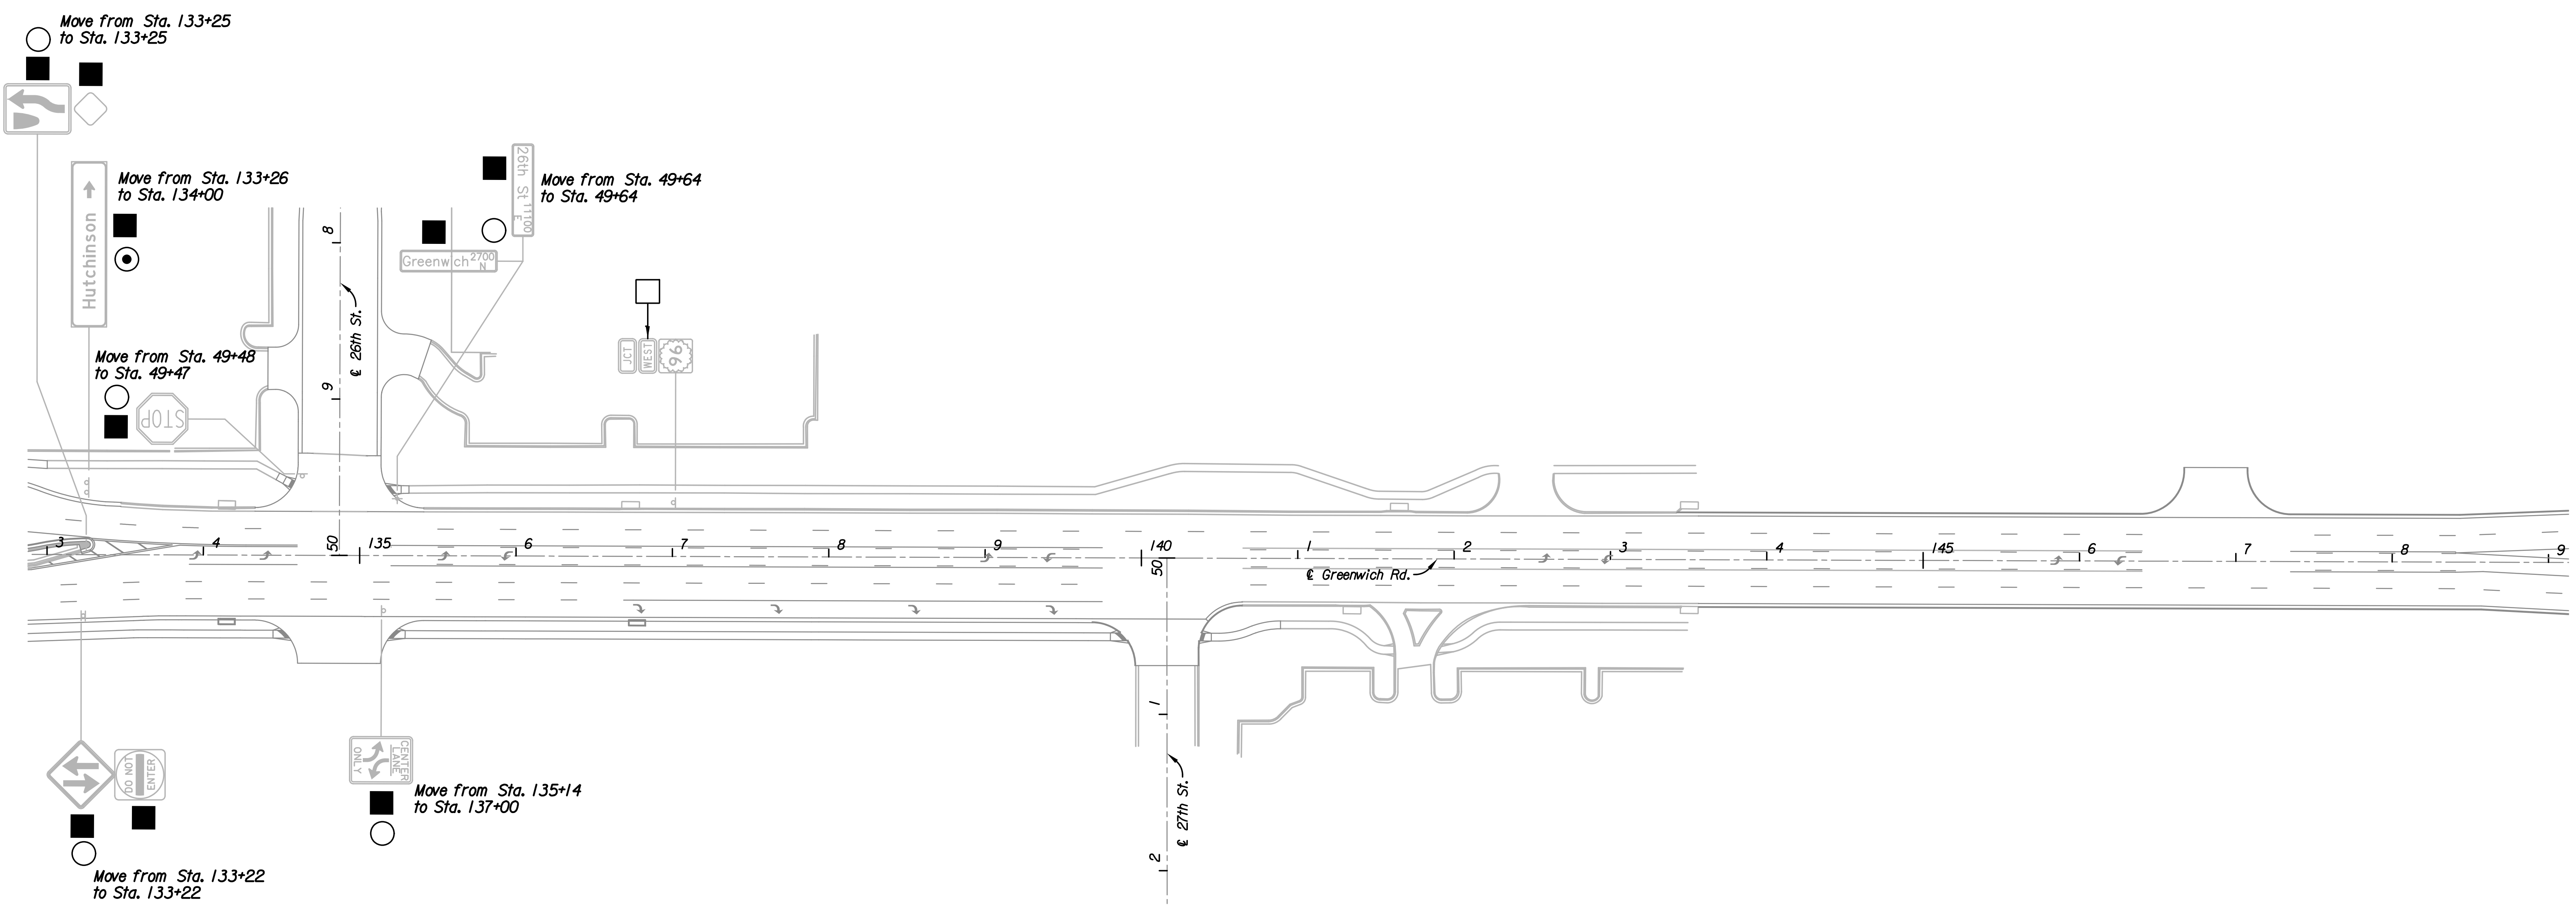 Move from Sta. 133+25
to Sta. 133+25
Hutchinson
Move from Sta. 133+26
to Sta. 134+00
26th St 11100
E
Move from Sta. 49+64
to Sta. 49+64
Greenwich 2700
N
8
℄ 26th St.
9
JCT
WEST
96
Move from Sta. 49+48
to Sta. 49+47
STOP
3
4
50
135
6
7
8
9
140
50
1
2
3
4
145
6
7
8
9
℄ Greenwich Rd.
1
℄ 27th St.
2
DO NOT
ENTER
CENTER
LANE
ONLY
Move from Sta. 135+14
to Sta. 137+00
Move from Sta. 133+22
to Sta. 133+22